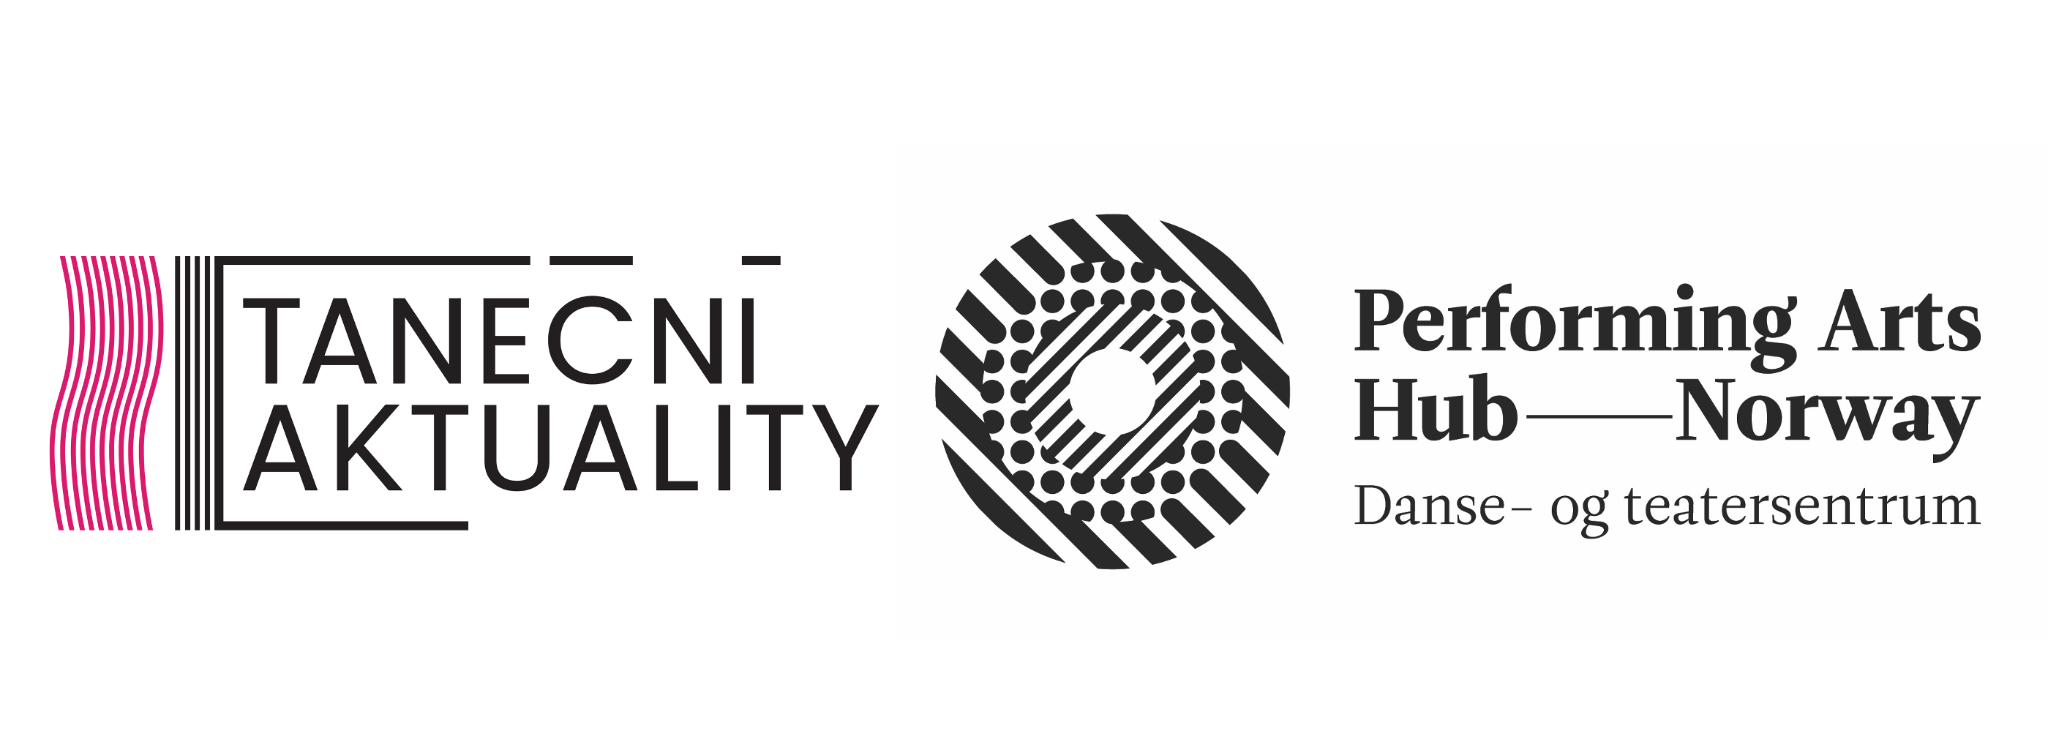 TANEČNÍ
AKTUALITY
Performing Arts
Hub——Norway
Danse– og teatersentrum